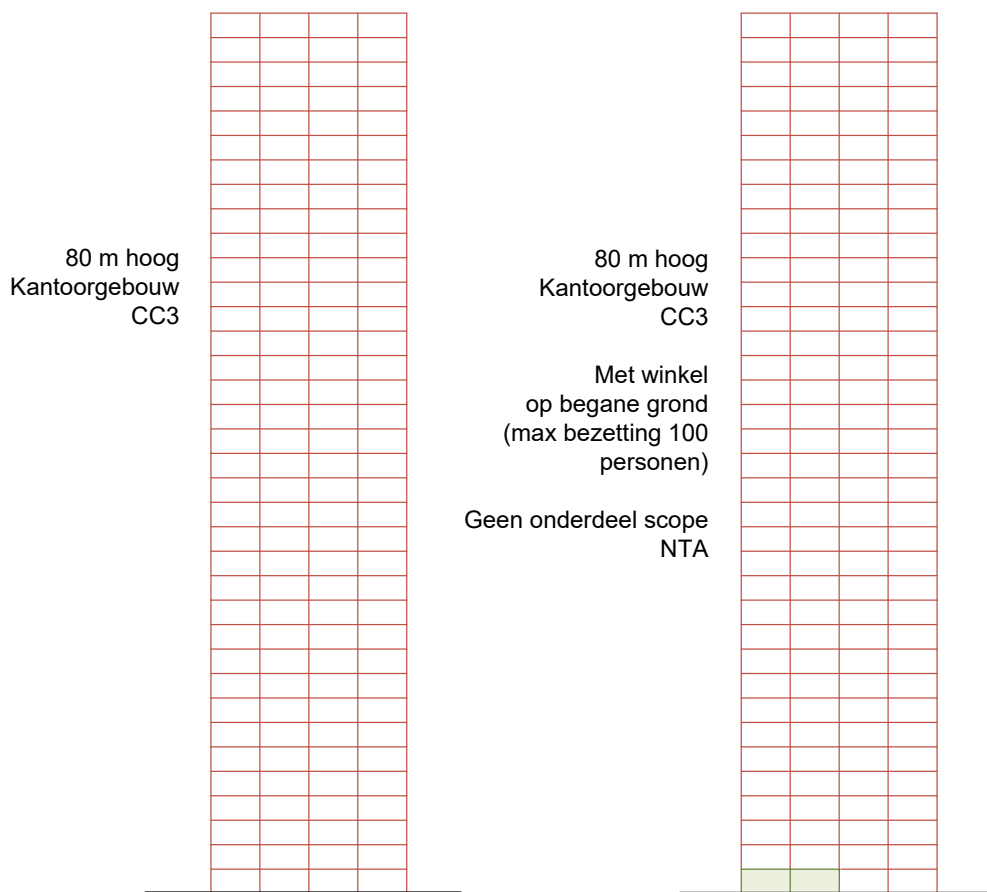 80 m hoog
Kantoorgebouw
CC3
80 m hoog
Kantoorgebouw
CC3
Met winkel
op begane grond
(max bezetting 100
personen)
Geen onderdeel scope
NTA